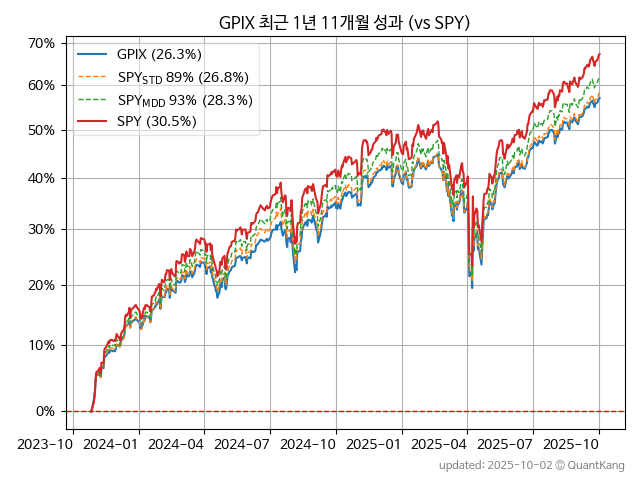 GPIX 최근 1년 11개월 성과 (vs SPY)
70%
60%
50%
40%
30%
20%
10%
0%
GPIX (26.3%)
SPY_STD 89% (26.8%)
SPY_MDD 93% (28.3%)
SPY (30.5%)
2023-10 2024-01 2024-04 2024-07 2024-10 2025-01 2025-04 2025-07 2025-10
updated: 2025-10-02 © QuantKang